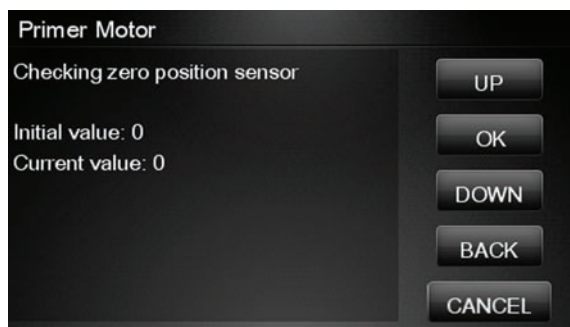 Primer Motor
Checking zero position sensor
Initial value: 0
Current value: 0
UP
OK
DOWN
BACK
CANCEL